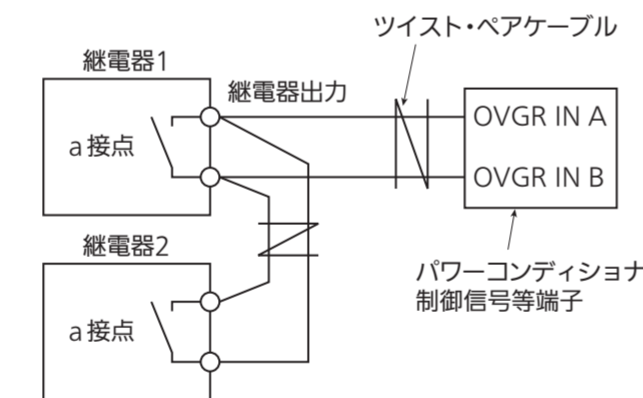 ツイスト・ペアケーブル
継電器1
継電器出力
a 接点
OVGR IN A
OVGR IN B
継電器2
a 接点
パワーコンディショナ
制御信号等端子